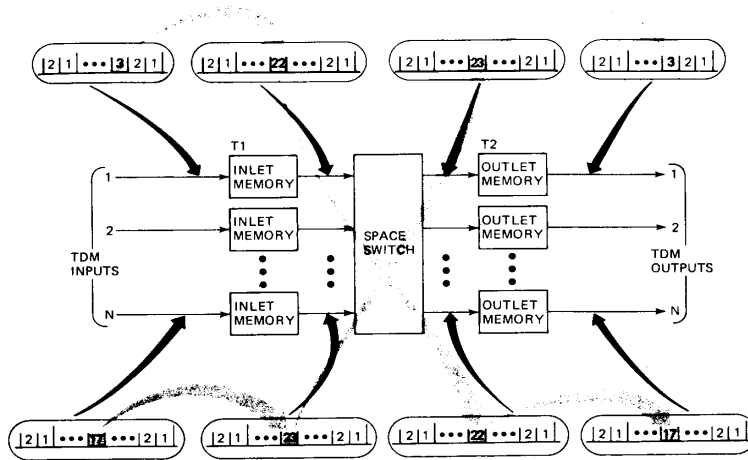 2 1 ••• 3 2 1
2 1 ••• 22 ••• 2 1
2 1 ••• 23 ••• 2 1
2 1 ••• 3 2 1
T1
T2
1
INLET
MEMORY
OUTLET
MEMORY
1
2
INLET
MEMORY
OUTLET
MEMORY
2
TDM
INPUTS
SPACE
SWITCH
TDM
OUTPUTS
N
INLET
MEMORY
OUTLET
MEMORY
N
2 1 ••• 17 ••• 2 1
2 1 ••• 23 ••• 2 1
2 1 ••• 22 ••• 2 1
2 1 ••• 17 ••• 2 1